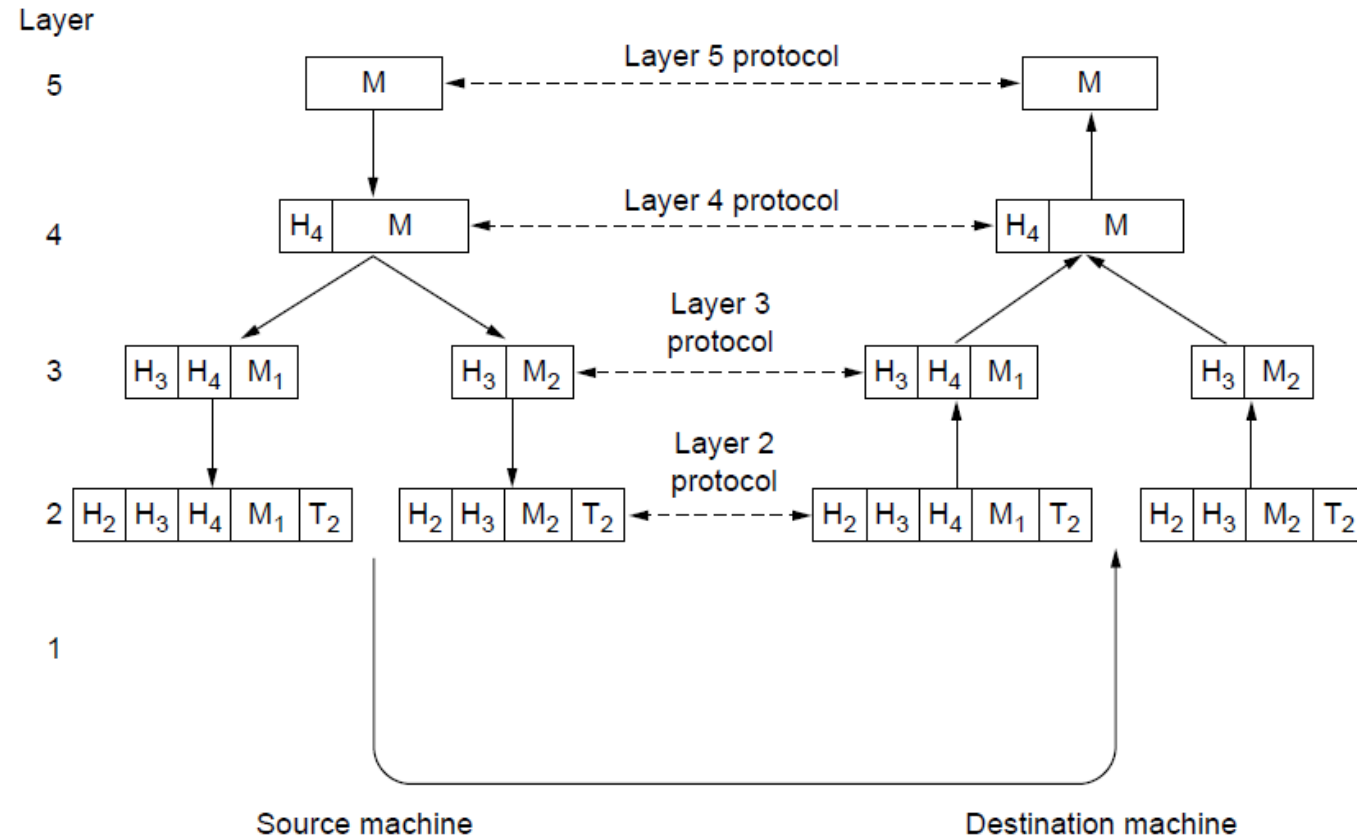 Layer
5 M Layer 5 protocol M
4 H₄ M Layer 4 protocol H₄ M
Layer 3
protocol
3 H₃ H₄ M₁ H₃ M₂ H₃ H₄ M₁ H₃ M₂
Layer 2
protocol
2 H₂ H₃ H₄ M₁ T₂ H₂ H₃ M₂ T₂ H₂ H₃ H₄ M₁ T₂ H₂ H₃ M₂ T₂
1
Source machine Destination machine